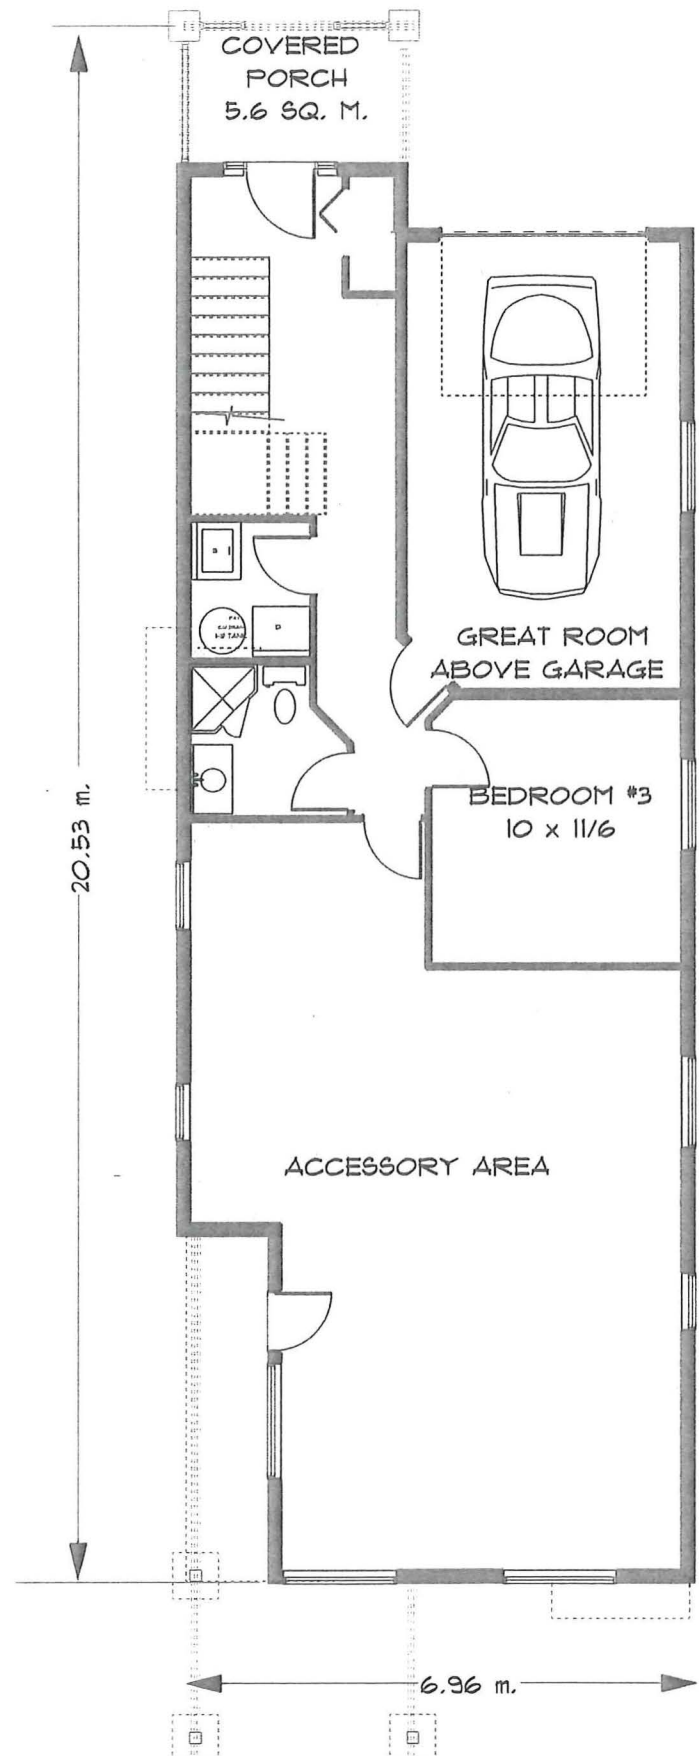 COVERED
PORCH
5.6 SQ. M.
D
GREAT ROOM
ABOVE GARAGE
20.53 m.
BEDROOM #3
10 x 11/6
ACCESSORY AREA
6.96 m.